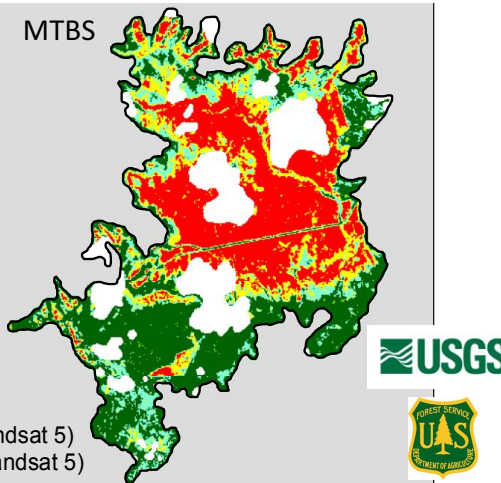 MTBS
USGS
FOREST SERVICE
U S
DEPARTMENT OF AGRICULTURE
ndsat 5)
andsat 5)